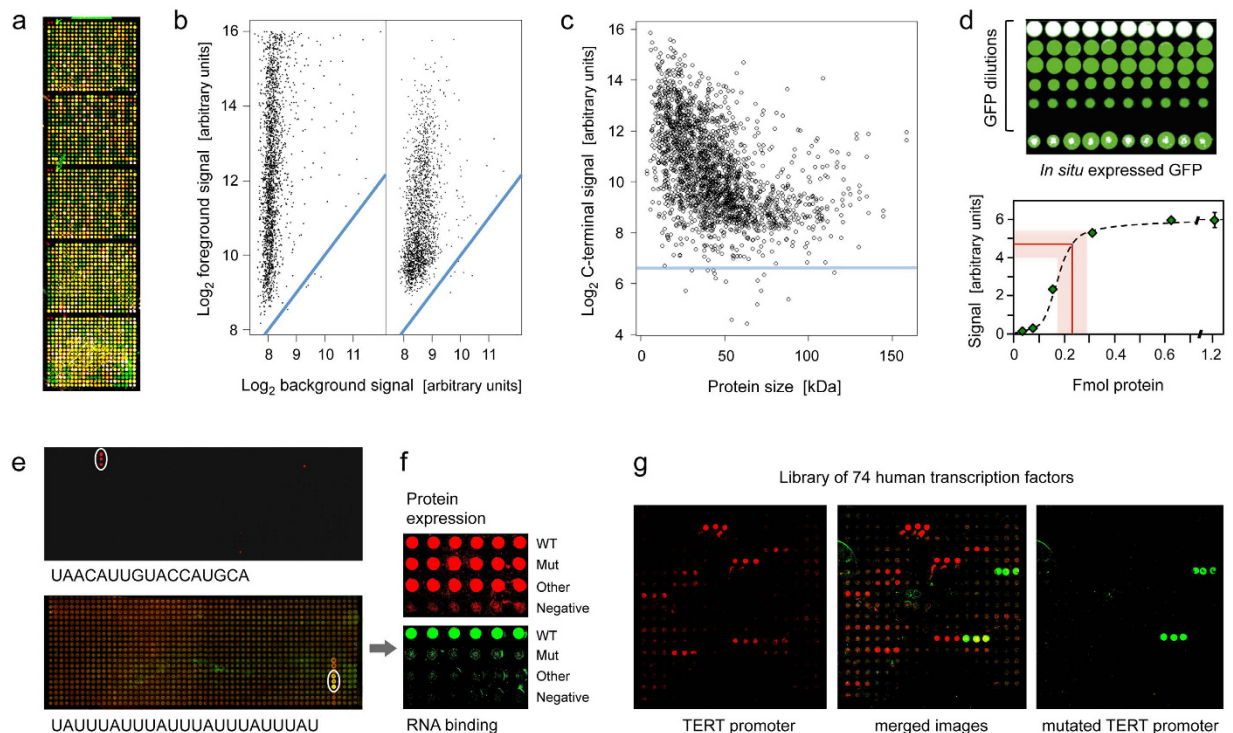 a
b
16
14
12
10
8
Log2 foreground signal [arbitrary units]
8 9 10 11
8 9 10 11
Log2 background signal [arbitrary units]
c
16
14
12
10
8
6
4
Log2 C-terminal signal [arbitrary units]
0 50 100 150
Protein size [kDa]
d
GFP dilutions
In situ expressed GFP
6
4
2
0
Signal [arbitrary units]
0 0.2 0.4 0.6 1.2
Fmol protein
e
UAACAUUGUACCAUGCA
UAUUUAUUUAUUUAUUUAUUUAU
f
Protein
expression
WT
Mut
Other
Negative
WT
Mut
Other
Negative
RNA binding
g
Library of 74 human transcription factors
TERT promoter
merged images
mutated TERT promoter